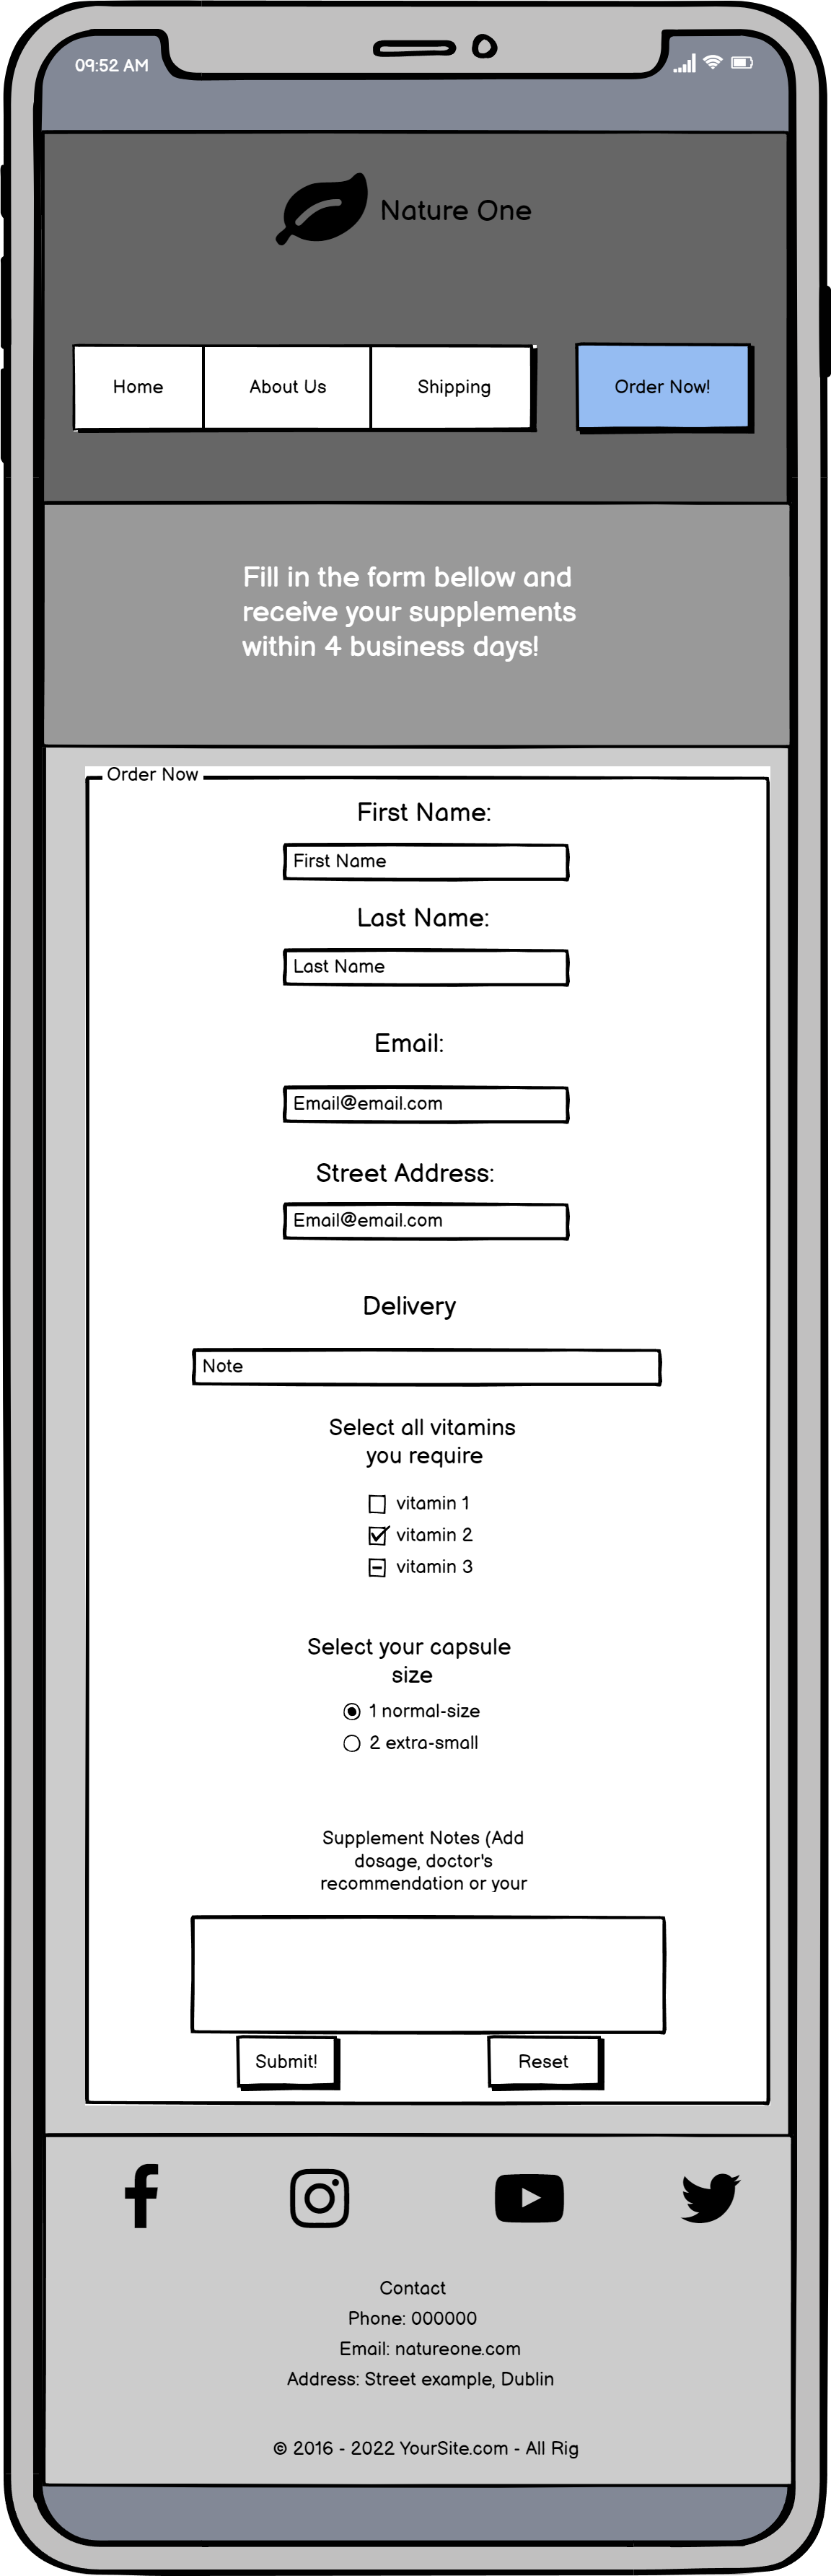 09:52 AM
Nature One
Home
About Us
Shipping
Order Now!
Fill in the form bellow and
receive your supplements
within 4 business days!
Order Now
First Name:
First Name
Last Name:
Last Name
Email:
Email@email.com
Street Address:
Email@email.com
Delivery
Note
Select all vitamins
you require
vitamin 1
vitamin 2
vitamin 3
Select your capsule
size
1 normal-size
2 extra-small
Supplement Notes (Add
dosage, doctor's
recommendation or your
Submit!
Reset
Contact
Phone: 000000
Email: natureone.com
Address: Street example, Dublin
© 2016 - 2022 YourSite.com - All Rig